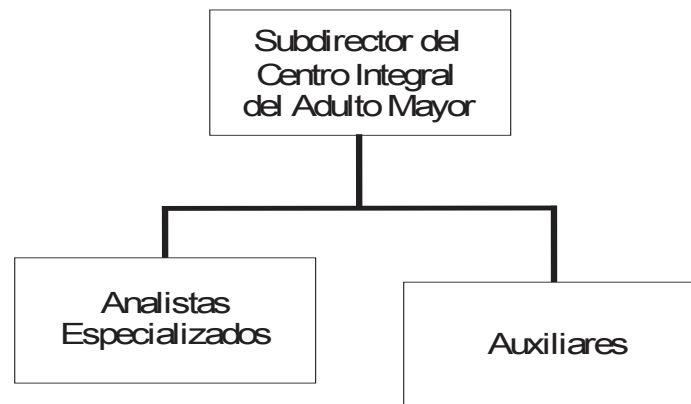 Subdirector del
Centro Integral
del Adulto Mayor
Analistas
Especializados
Auxiliares